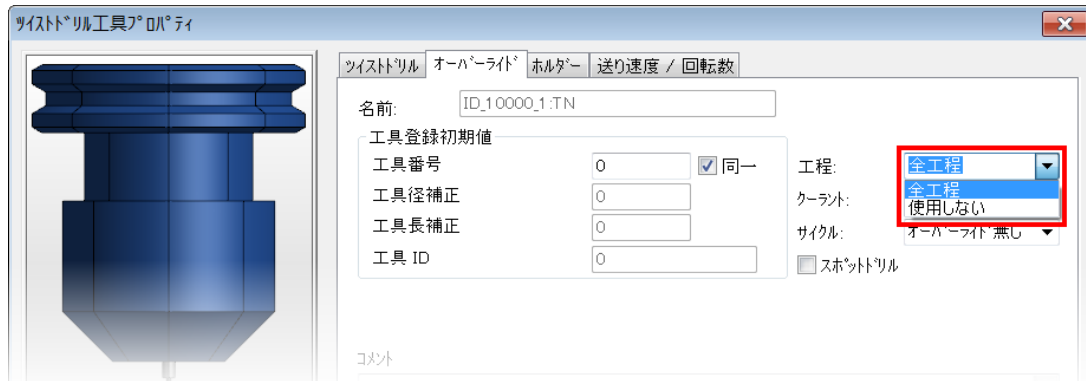 ﾂｲｽﾄﾄﾞﾘﾙ工具ﾌﾟﾛﾊﾟﾃｨ
ﾂｲｽﾄﾄﾞﾘﾙ オｰバｰライド ホルダｰ 送り速度 / 回転数
名前: ID_10000_1:TN
工具登録初期値
工具番号 0 同一 工程: 全工程
全工程
工具径補正 0 クｰラント: 使用しない
工具長補正 0 サイクル: オｰバｰライド無し
工具 ID 0 スポットドリル
コメント